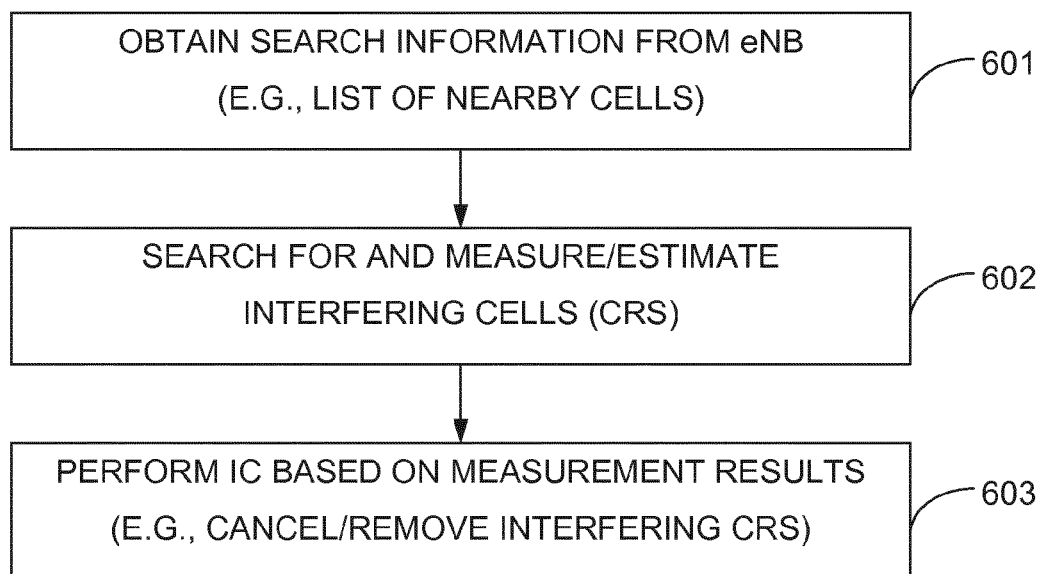 OBTAIN SEARCH INFORMATION FROM eNB
(E.G., LIST OF NEARBY CELLS)
601
SEARCH FOR AND MEASURE/ESTIMATE
INTERFERING CELLS (CRS)
602
PERFORM IC BASED ON MEASUREMENT RESULTS
(E.G., CANCEL/REMOVE INTERFERING CRS)
603